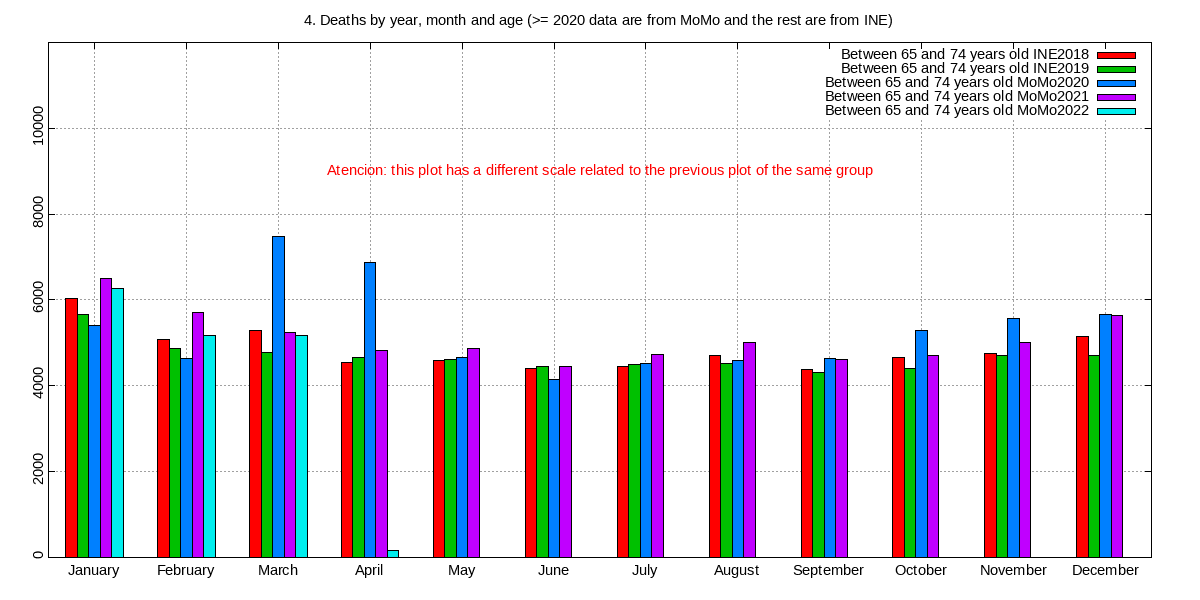 4. Deaths by year, month and age (>= 2020 data are from MoMo and the rest are from INE)
Between 65 and 74 years old INE2018
Between 65 and 74 years old INE2019
Between 65 and 74 years old MoMo2020
Between 65 and 74 years old MoMo2021
Between 65 and 74 years old MoMo2022
Atencion: this plot has a different scale related to the previous plot of the same group
10000
8000
6000
4000
2000
0
January February March April May June July August September October November December